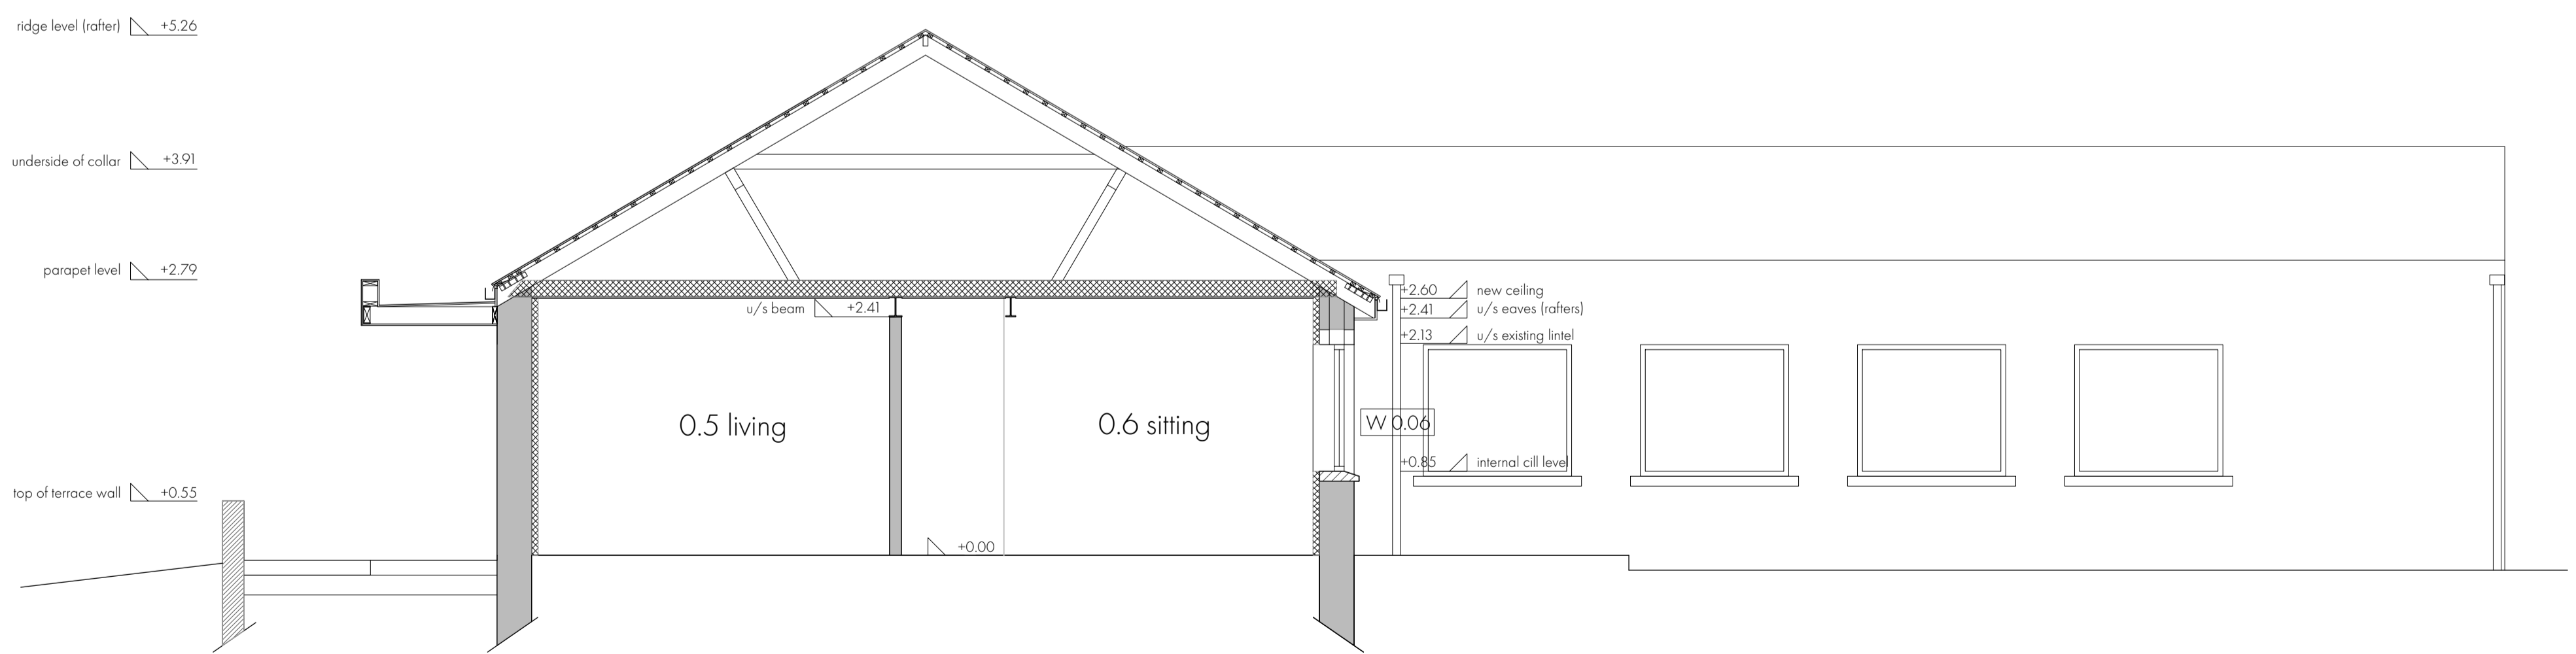 ridge level (rafter) +5.26
underside of collar +3.91
parapet level +2.79
u/s beam +2.41
+2.60 new ceiling
+2.41 u/s eaves (rafters)
+2.13 u/s existing lintel
0.5 living
0.6 sitting
W 0.06
+0.85 internal cill level
top of terrace wall +0.55
+0.00